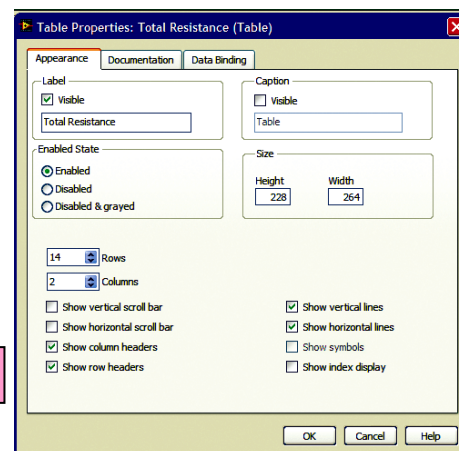 Table Properties: Total Resistance (Table)
Appearance Documentation Data Binding
Label
Visible
Total Resistance
Caption
Visible
Table
Enabled State
Enabled
Disabled
Disabled & grayed
Size
Height Width
228 264
14 Rows
2 Columns
Show vertical scroll bar
Show horizontal scroll bar
Show column headers
Show row headers
Show vertical lines
Show horizontal lines
Show symbols
Show index display
OK Cancel Help